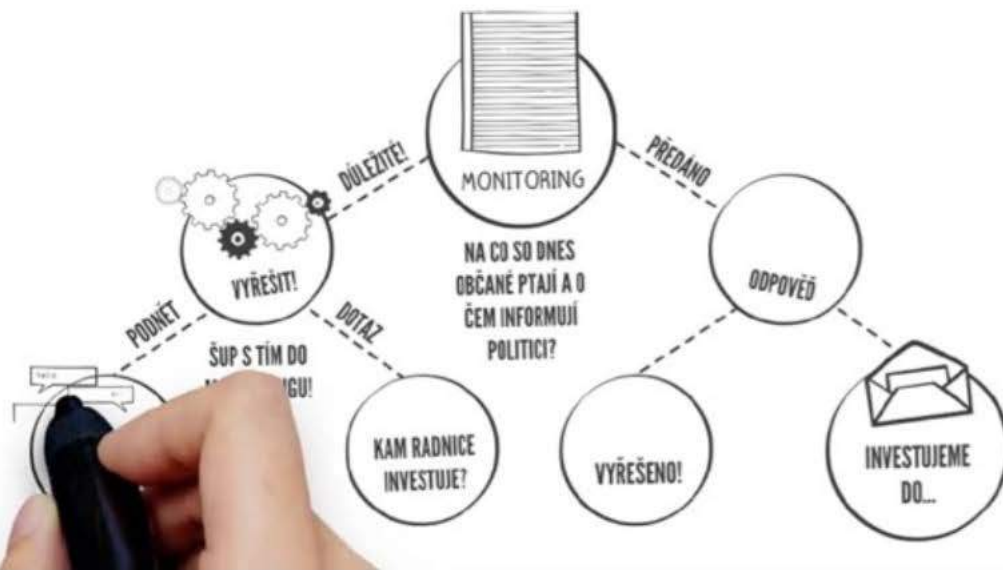 MONITORING
DŮLEŽITÉ!
PŘEDÁNO
NA CO SO DNES
OBČANÉ PTAJÍ A O
ČEM INFORMUJÍ
POLITICI?
VYŘEŠIT!
ODPOVĚĎ
PODNĚT
DOTAZ
ŠUP S TÍM DO
KAM RADNICE
INVESTUJE?
VYŘEŠENO!
INVESTUJEME
DO...